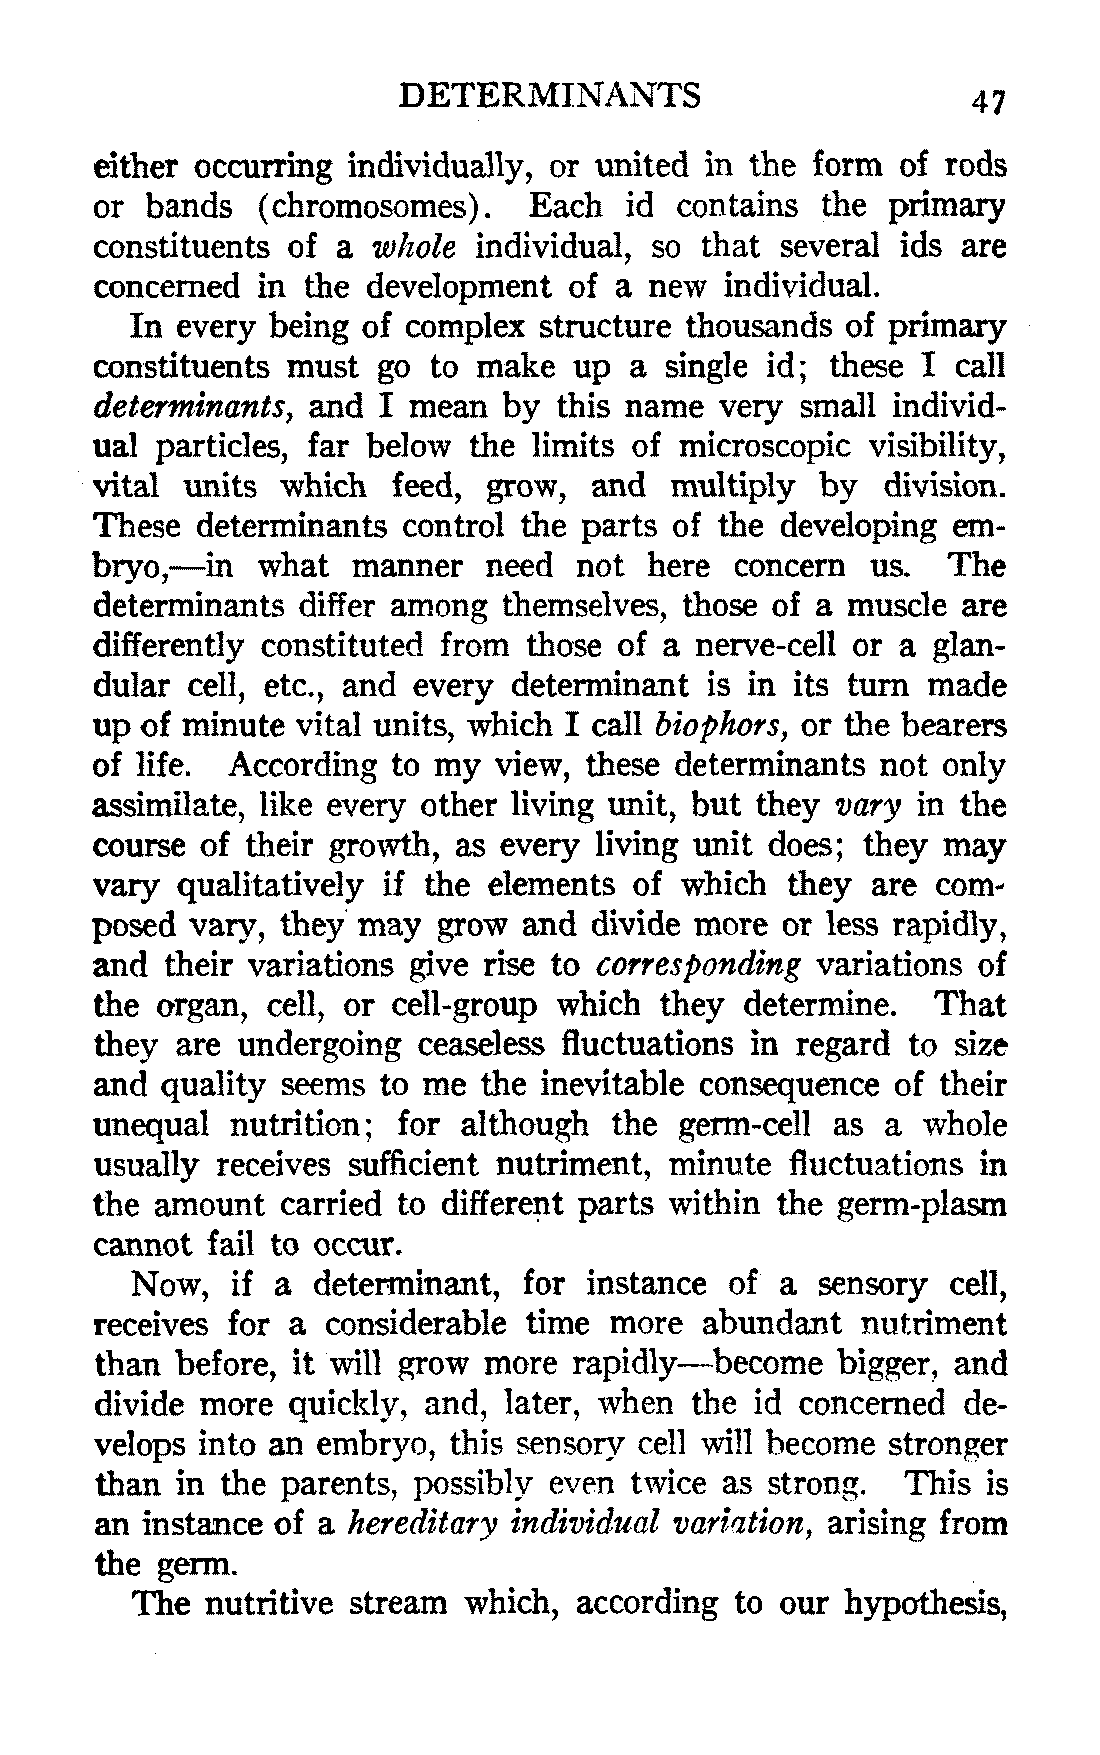 DETERMINANTS 47
either occurring individually, or united in the form of rods
or bands (chromosomes). Each id contains the primary
constituents of a whole individual, so that several ids are
concerned in the development of a new individual.
In every being of complex structure thousands of primary
constituents must go to make up a single id; these I call
determinants, and I mean by this name very small individ-
ual particles, far below the limits of microscopic visibility,
vital units which feed, grow, and multiply by division.
These determinants control the parts of the developing em-
bryo,—in what manner need not here concern us. The
determinants differ among themselves, those of a muscle are
differently constituted from those of a nerve-cell or a glan-
dular cell, etc., and every determinant is in its turn made
up of minute vital units, which I call biophors, or the bearers
of life. According to my view, these determinants not only
assimilate, like every other living unit, but they vary in the
course of their growth, as every living unit does; they may
vary qualitatively if the elements of which they are com-
posed vary, they may grow and divide more or less rapidly,
and their variations give rise to corresponding variations of
the organ, cell, or cell-group which they determine. That
they are undergoing ceaseless fluctuations in regard to size
and quality seems to me the inevitable consequence of their
unequal nutrition; for although the germ-cell as a whole
usually receives sufficient nutriment, minute fluctuations in
the amount carried to different parts within the germ-plasm
cannot fail to occur.
Now, if a determinant, for instance of a sensory cell,
receives for a considerable time more abundant nutriment
than before, it will grow more rapidly—become bigger, and
divide more quickly, and, later, when the id concerned de-
velops into an embryo, this sensory cell will become stronger
than in the parents, possibly even twice as strong. This is
an instance of a hereditary individual variation, arising from
the germ.
The nutritive stream which, according to our hypothesis,